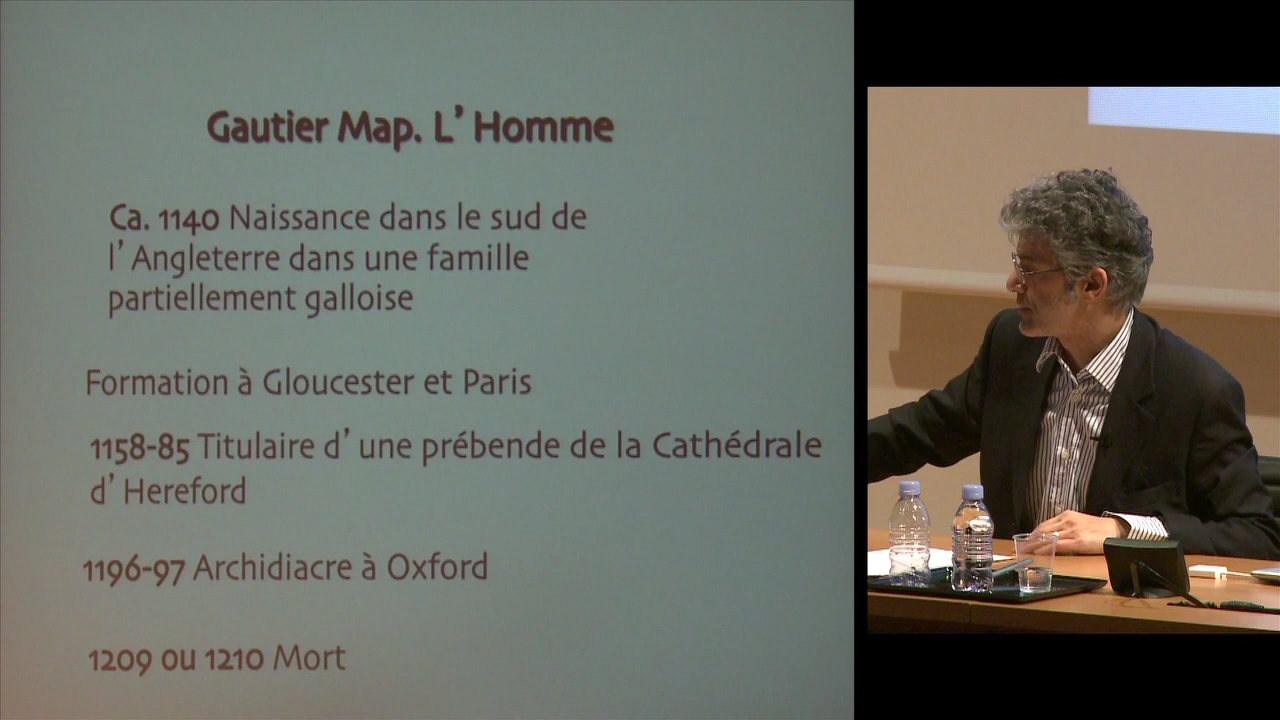 Gautier Map. L’ Homme
Ca. 1140 Naissance dans le sud de
l’ Angleterre dans une famille
partiellement galloise
Formation à Gloucester et Paris
1158-85 Titulaire d’ une prébende de la Cathédrale
d’ Hereford
1196-97 Archidiacre à Oxford
1209 ou 1210 Mort